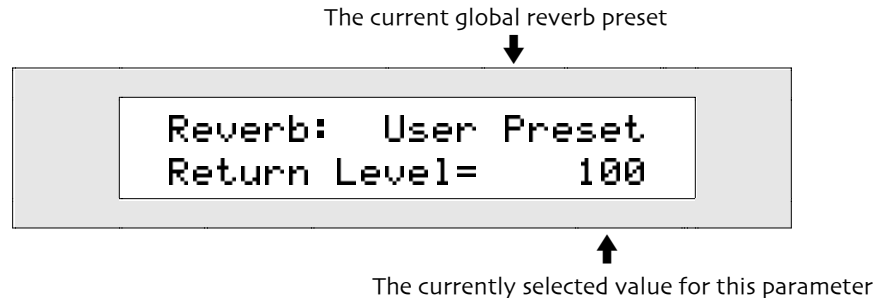 The current global reverb preset
Reverb: User Preset
Return Level= 100
The currently selected value for this parameter